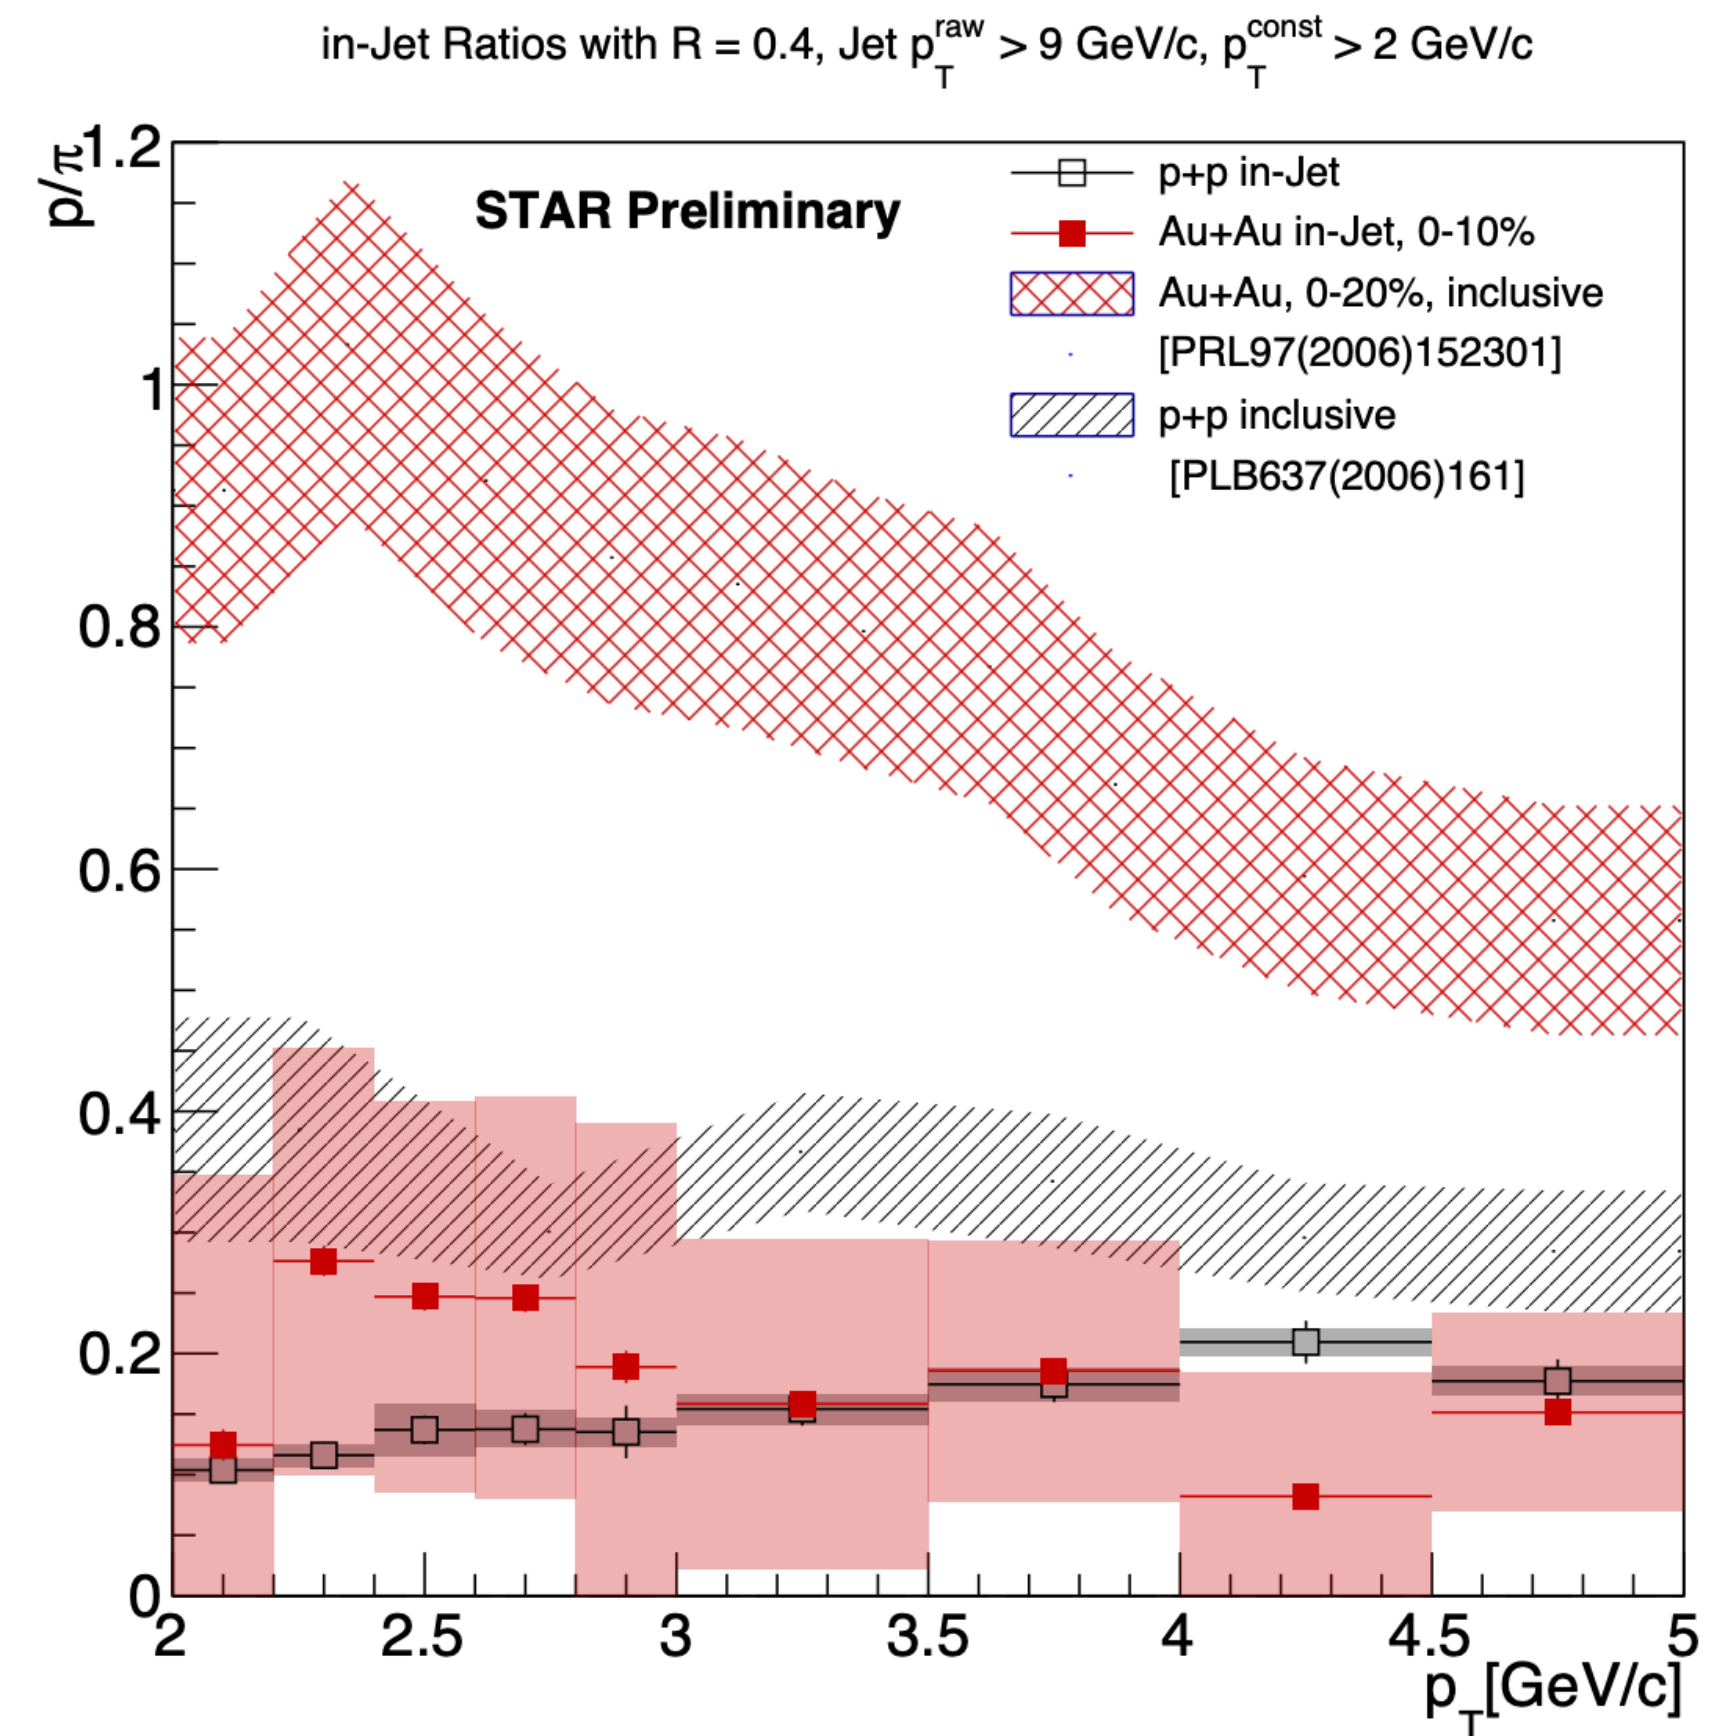 in-Jet Ratios with R = 0.4, Jet p_T^raw > 9 GeV/c, p_T^const > 2 GeV/c
p/π
STAR Preliminary
p+p in-Jet
Au+Au in-Jet, 0-10%
Au+Au, 0-20%, inclusive
[PRL97(2006)152301]
p+p inclusive
[PLB637(2006)161]
1.2
1
0.8
0.6
0.4
0.2
0
2 2.5 3 3.5 4 4.5 5
p_T[GeV/c]